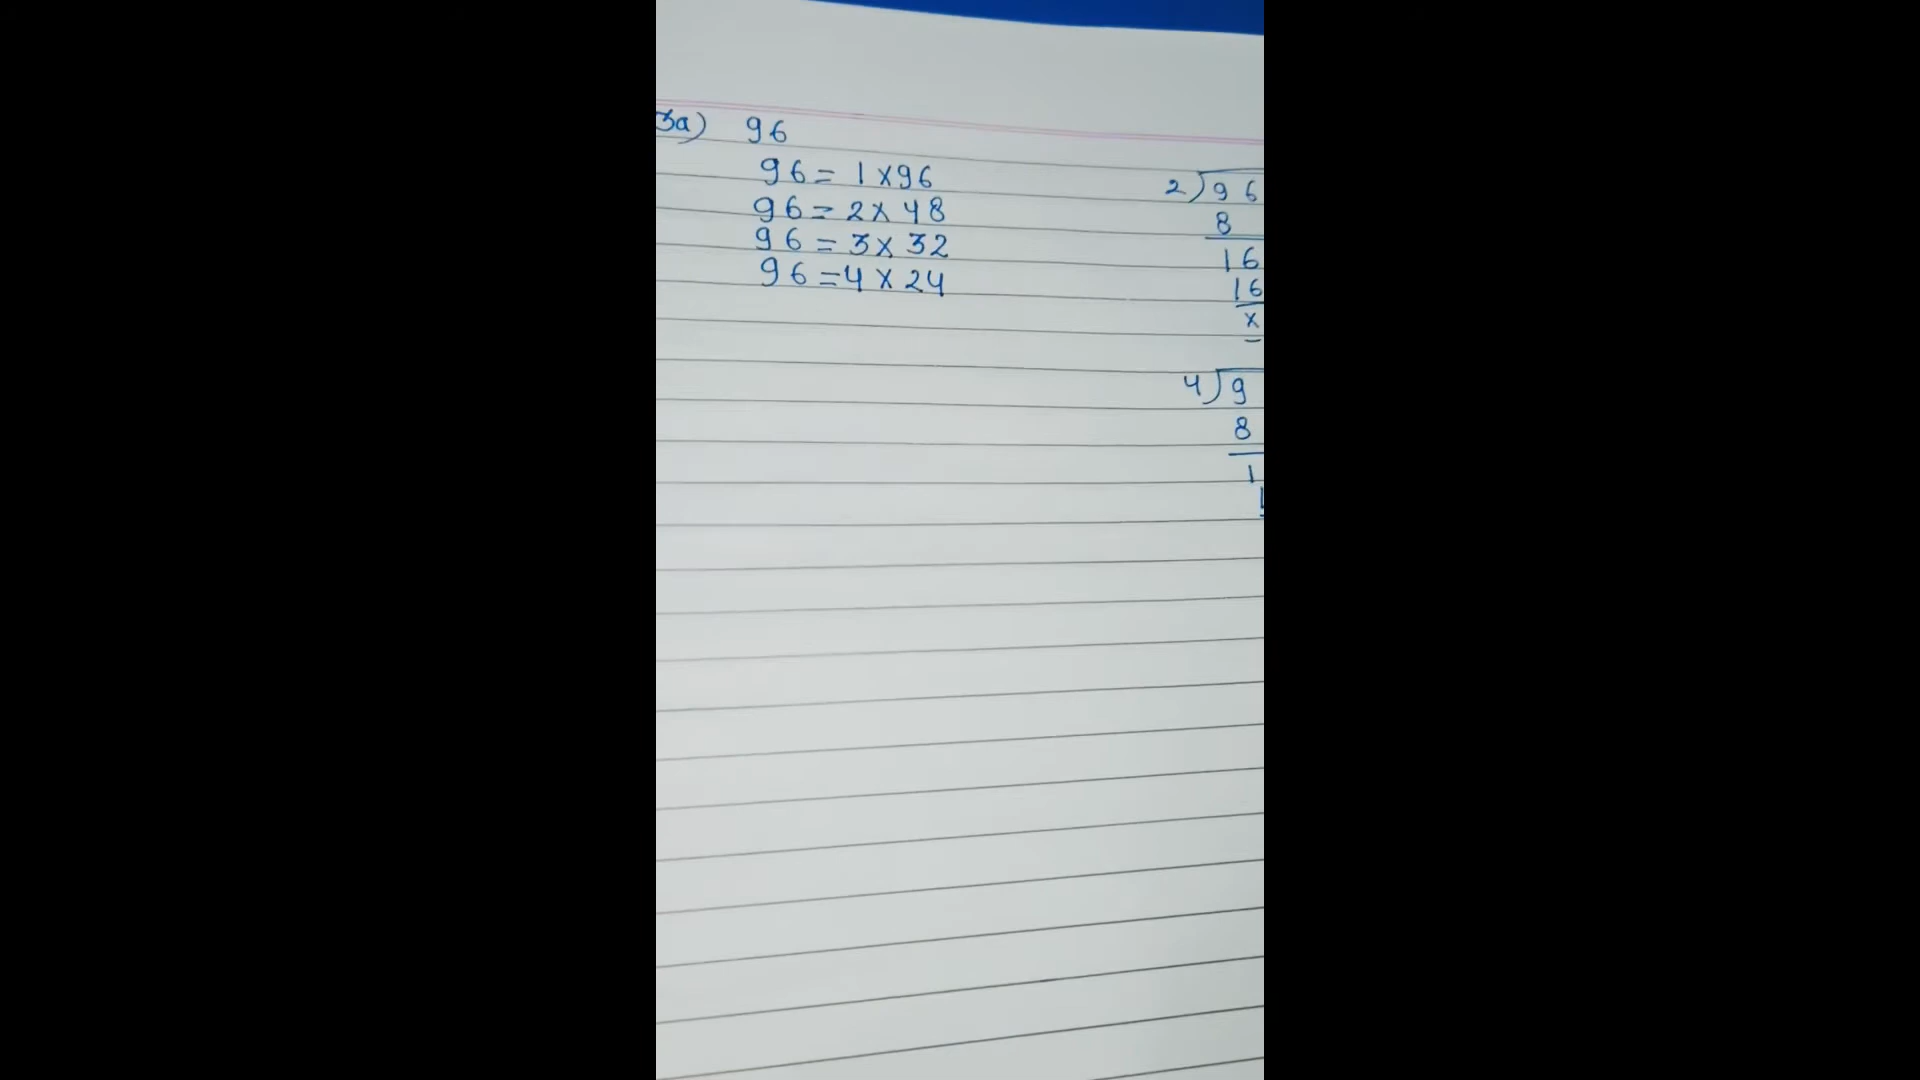 3a) 96
96 = 1 x 96
96 = 2 x 48
96 = 3 x 32
96 = 4 x 24
2)96
8
16
16
x
4)9
8
1